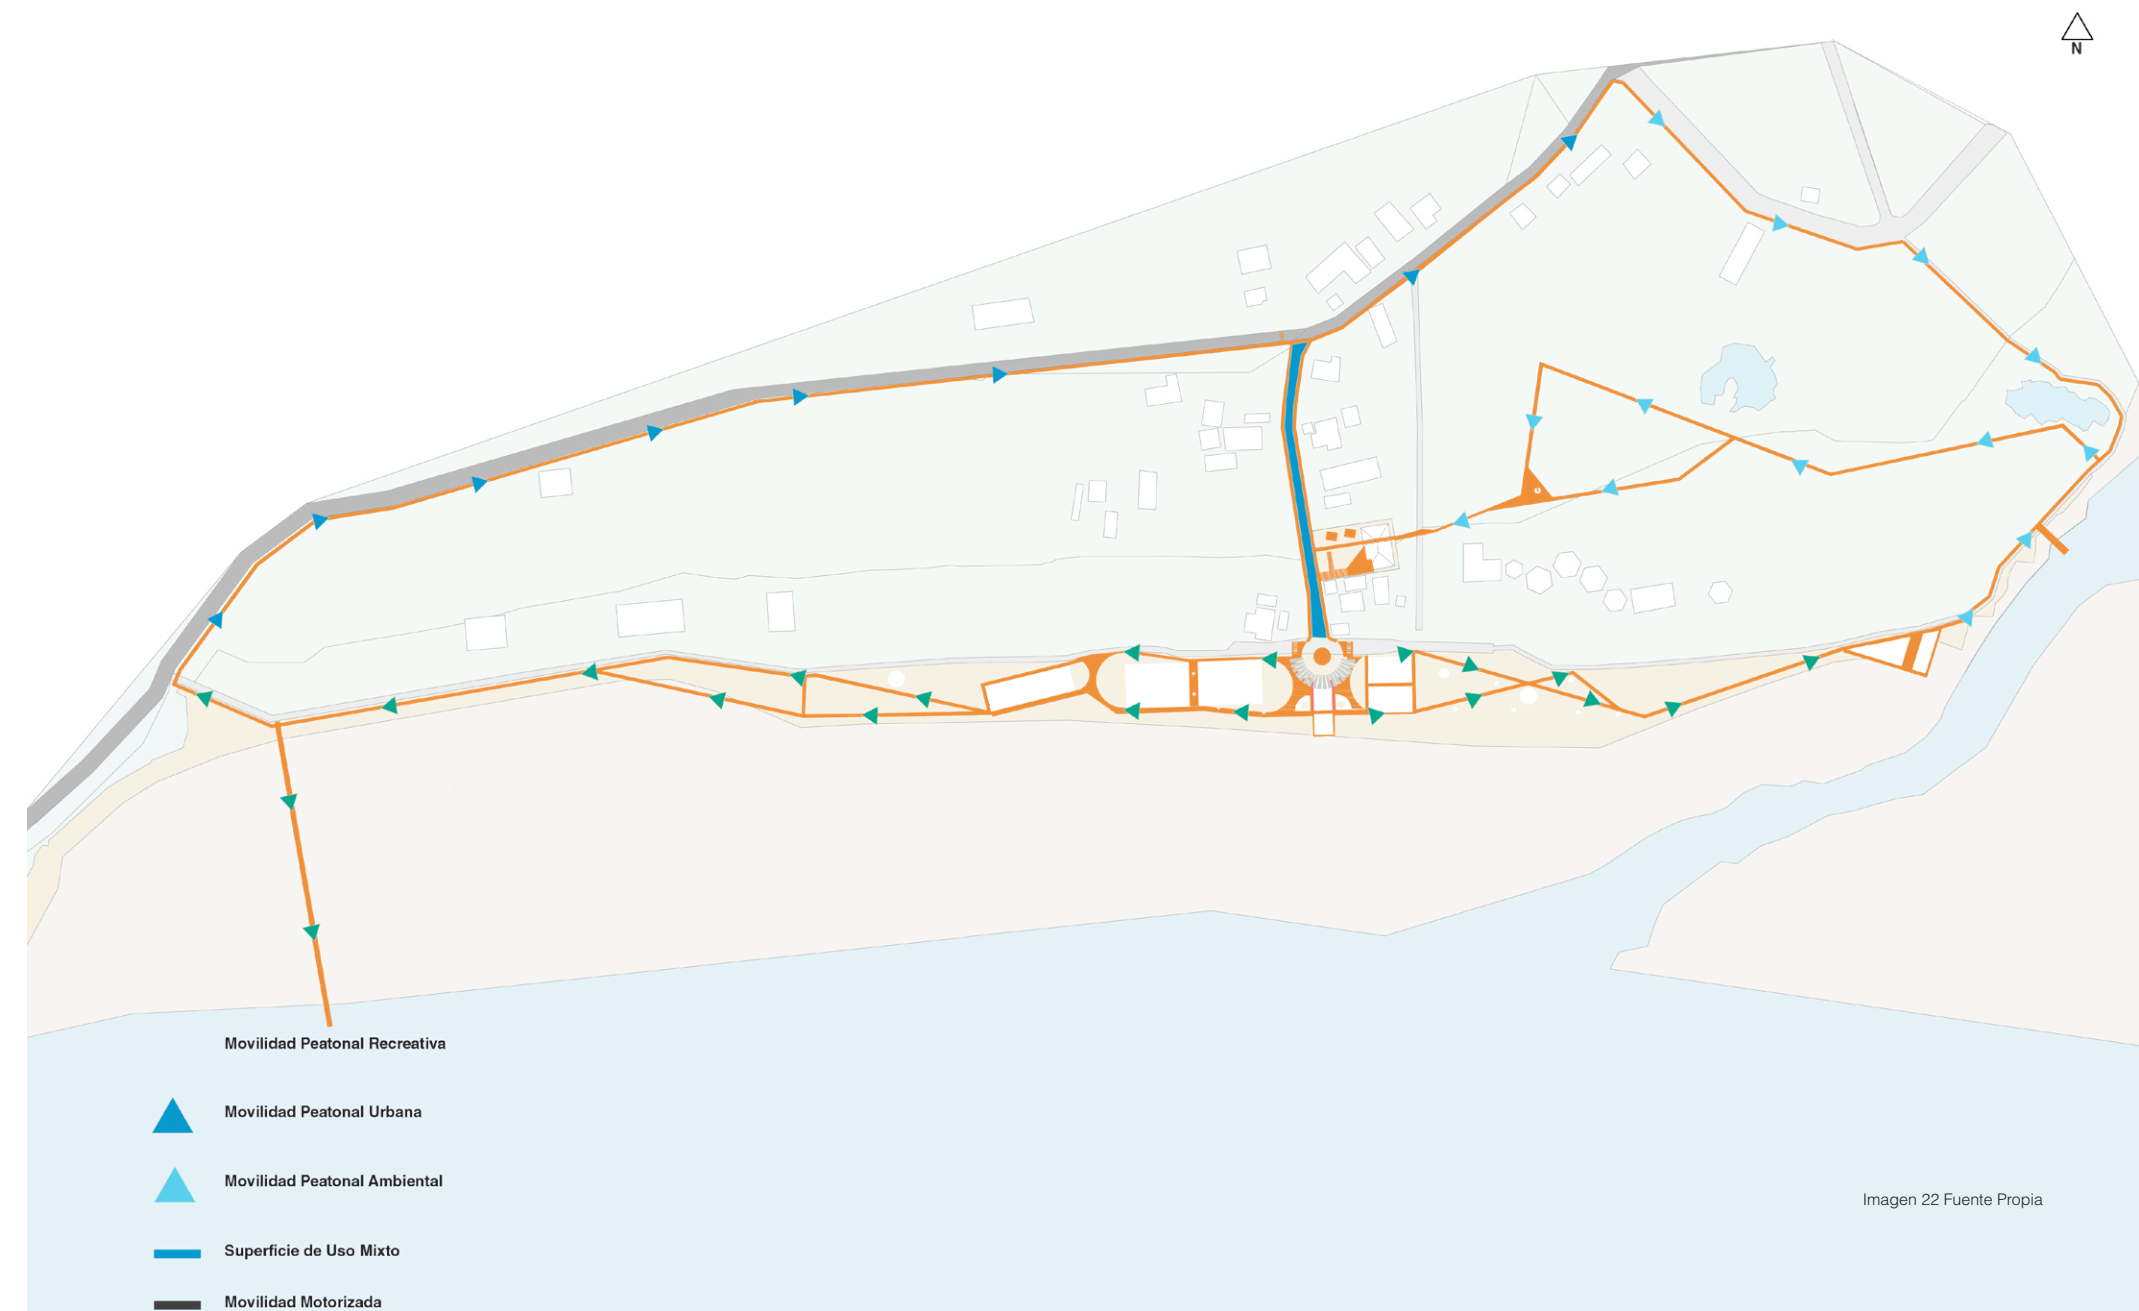 N
Movilidad Peatonal Recreativa
Movilidad Peatonal Urbana
Movilidad Peatonal Ambiental
Imagen 22 Fuente Propia
Superficie de Uso Mixto
Movilidad Motorizada